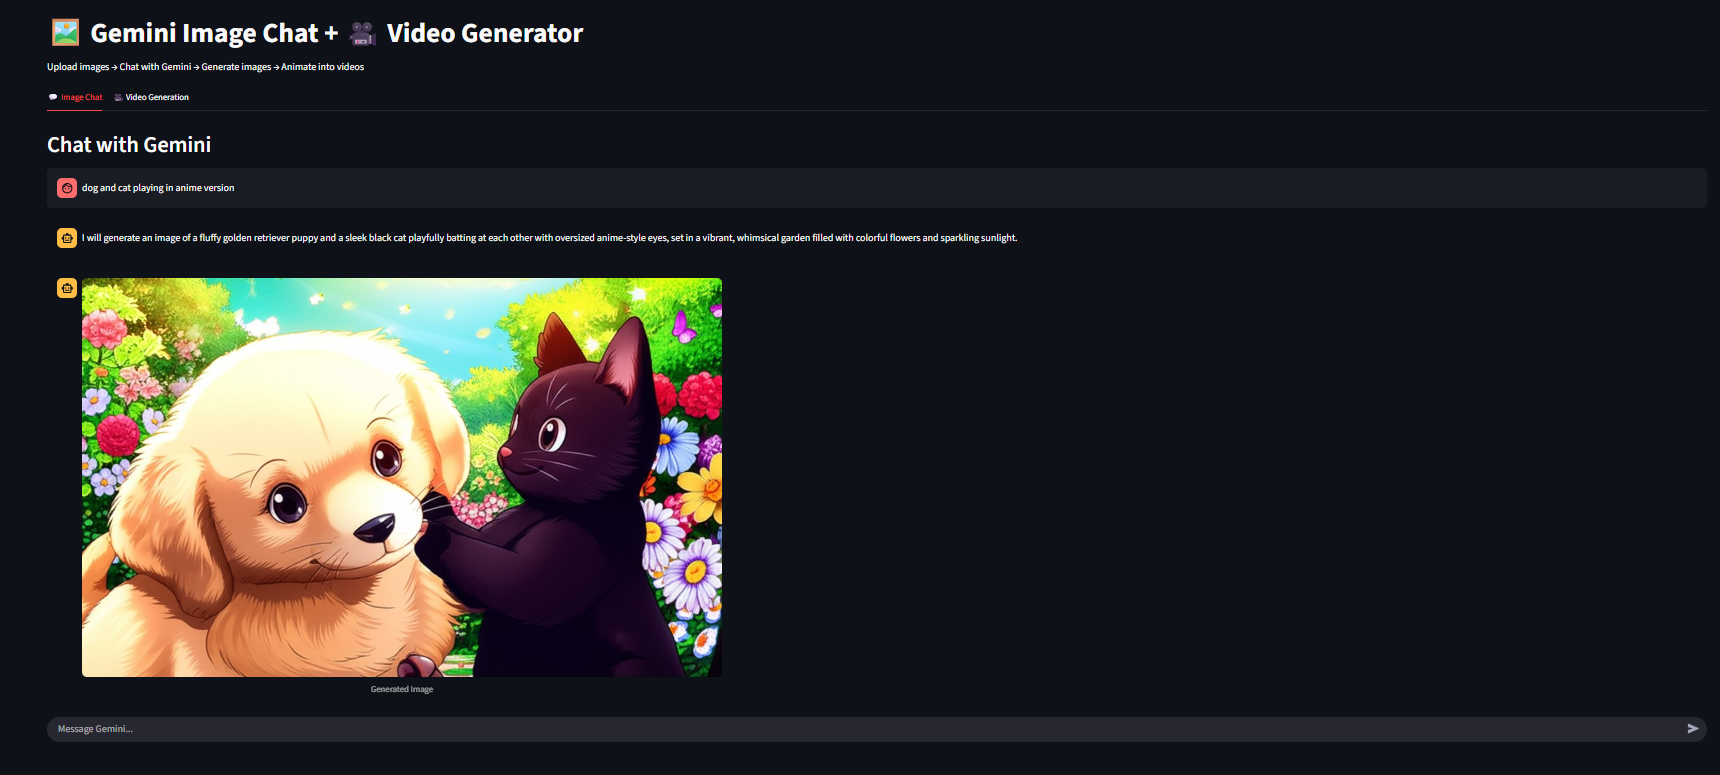 Gemini Image Chat + Video Generator
Upload images → Chat with Gemini → Generate images → Animate into videos
Image Chat Video Generation
Chat with Gemini
dog and cat playing in anime version
I will generate an image of a fluffy golden retriever puppy and a sleek black cat playfully batting at each other with oversized anime-style eyes, set in a vibrant, whimsical garden filled with colorful flowers and sparkling sunlight.
Generated Image
Message Gemini...